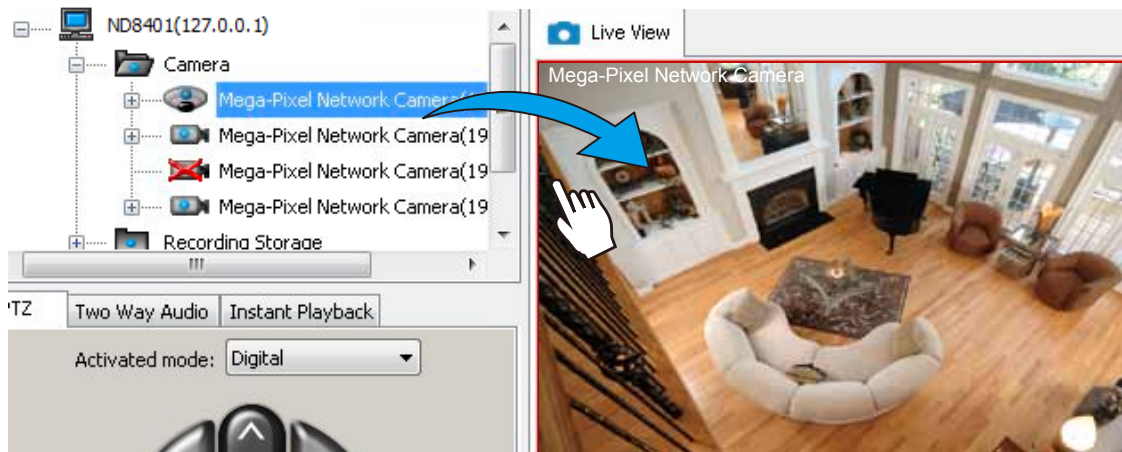 ND8401(127.0.0.1)
Camera
Mega-Pixel Network Camera(
Mega-Pixel Network Camera(19
Mega-Pixel Network Camera(19
Mega-Pixel Network Camera(19
Recording Storage
TZ
Two Way Audio
Instant Playback
Activated mode: Digital
Live View
Mega-Pixel Network Camera